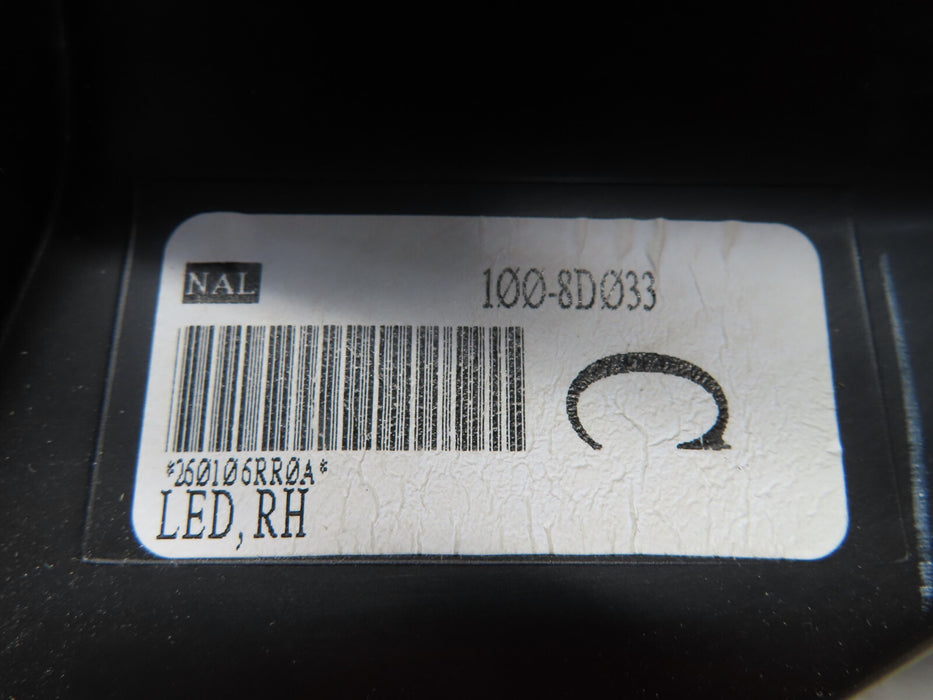 NAL
100-8D033
C
*260106RR0A*
LED, RH